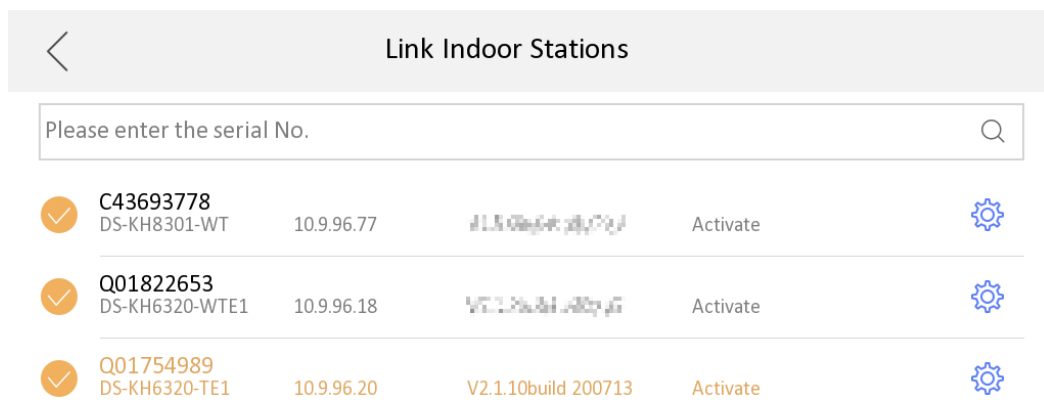 Link Indoor Stations
Please enter the serial No.
C43693778
DS-KH8301-WT 10.9.96.77 Activate
Q01822653
DS-KH6320-WTE1 10.9.96.18 Activate
Q01754989
DS-KH6320-TE1 10.9.96.20 V2.1.10build 200713 Activate